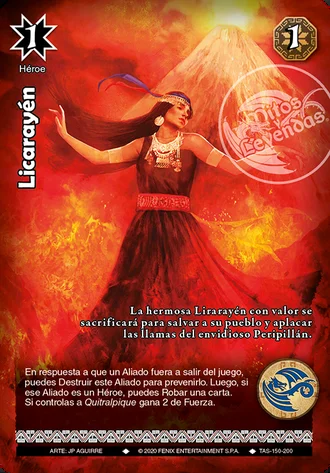 1
1
Héroe
Licarayén
Mitos
Leyendas
La hermosa Lirarayén con valor se
sacrificará para salvar a su pueblo y aplacar
las llamas del envidioso Peripillán.
En respuesta a que un Aliado fuera a salir del juego,
puedes Destruir este Aliado para prevenirlo. Luego, si
ese Aliado es un Héroe, puedes Robar una carta.
Si controlas a Quitralpique gana 2 de Fuerza.
ARTE: JP AGUIRRE
© 2020 FENIX ENTERTAINMENT S.P.A.
TAS-150-200